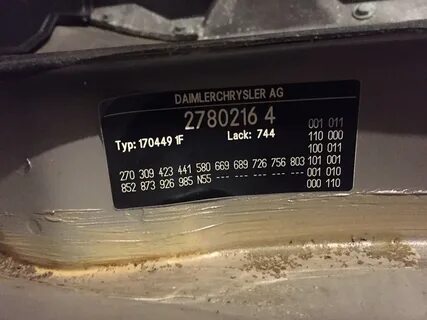 DAIMLERCHRYSLER AG
2780216 4
001 011
Typ: 170449 1F Lack: 744
110 000
100 011
270 309 423 441 580 669 689 726 756 803 101 001
852 873 926 985 N55 --- --- --- --- --- 001 010
000 110